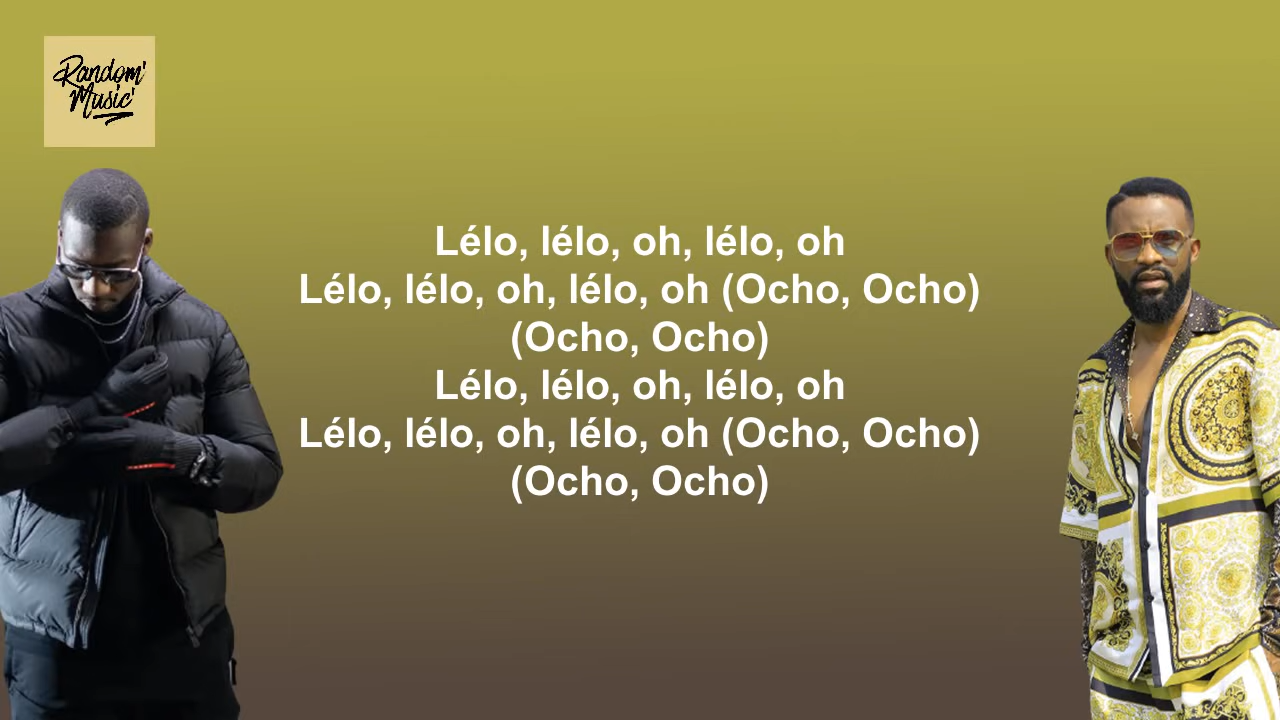 Random'
Music'
Lélo, lélo, oh, lélo, oh
Lélo, lélo, oh, lélo, oh (Ocho, Ocho)
(Ocho, Ocho)
Lélo, lélo, oh, lélo, oh
Lélo, lélo, oh, lélo, oh (Ocho, Ocho)
(Ocho, Ocho)